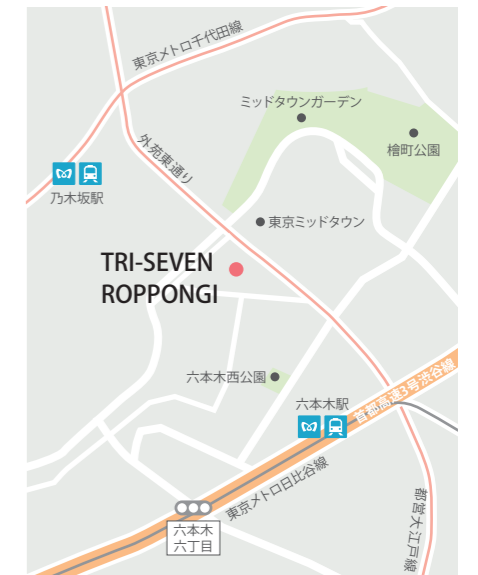 東京メトロ千代田線
ミッドタウンガーデン
外苑東通り
檜町公園
乃木坂駅
東京ミッドタウン
TRI-SEVEN
ROPPONGI
六本木西公園
首都高速3号渋谷線
六本木駅
東京メトロ日比谷線
都営大江戸線
六本木
六丁目